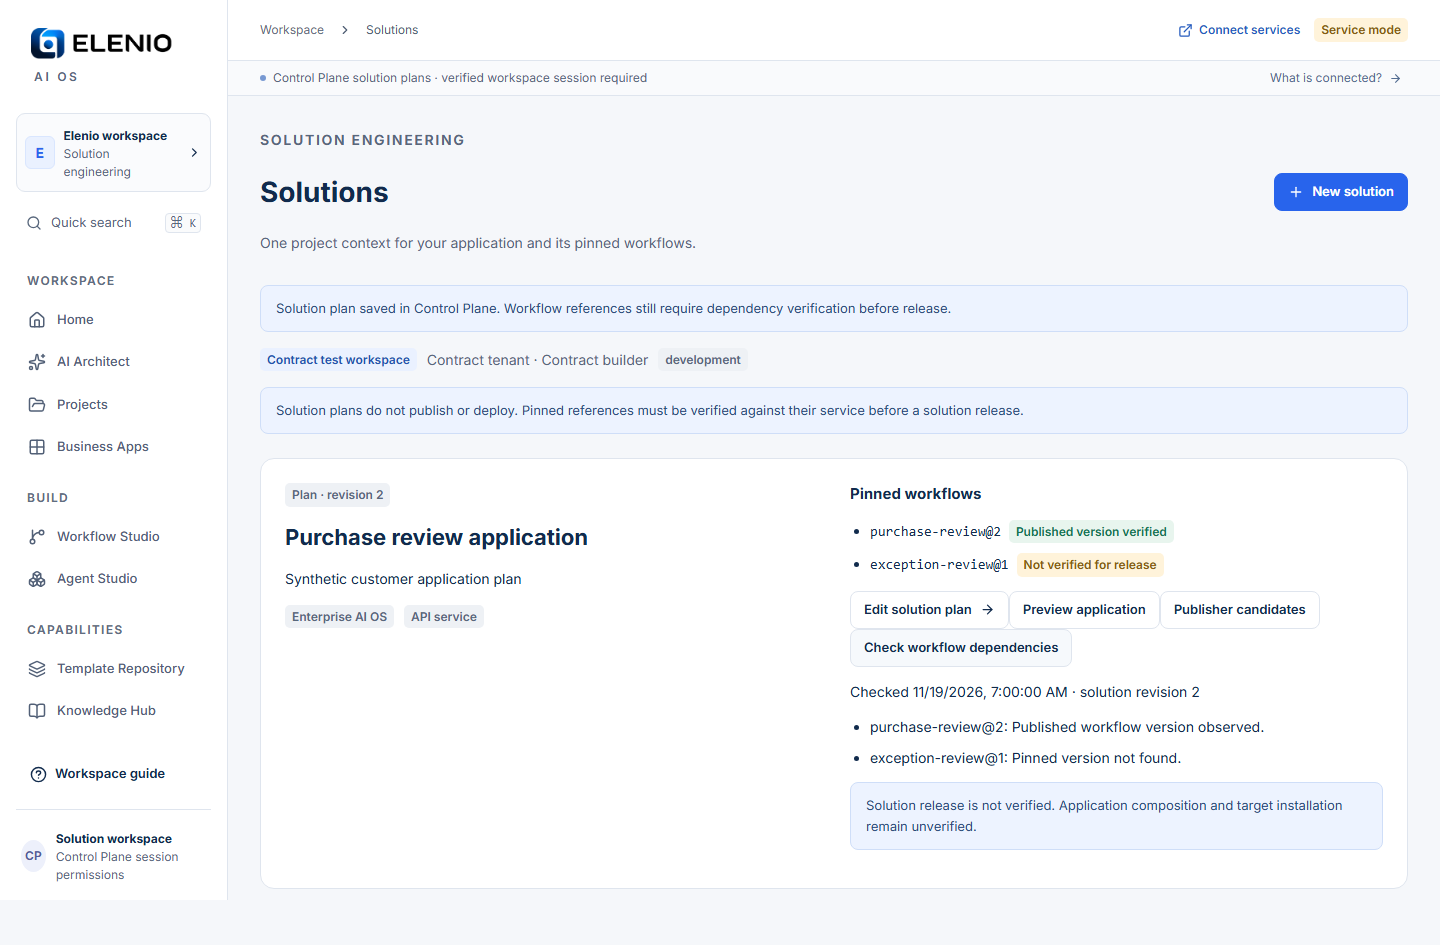 ELENIO
AI OS
E
Elenio workspace
Solution
engineering
Quick search
⌘ K
WORKSPACE
Home
AI Architect
Projects
Business Apps
BUILD
Workflow Studio
Agent Studio
CAPABILITIES
Template Repository
Knowledge Hub
Workspace guide
CP
Solution workspace
Control Plane session
permissions
Workspace > Solutions
Connect services
Service mode
Control Plane solution plans · verified workspace session required
What is connected? →
SOLUTION ENGINEERING
Solutions
+ New solution
One project context for your application and its pinned workflows.
Solution plan saved in Control Plane. Workflow references still require dependency verification before release.
Contract test workspace Contract tenant · Contract builder development
Solution plans do not publish or deploy. Pinned references must be verified against their service before a solution release.
Plan · revision 2
Purchase review application
Synthetic customer application plan
Enterprise AI OS API service
Pinned workflows
• purchase-review@2 Published version verified
• exception-review@1 Not verified for release
Edit solution plan → Preview application Publisher candidates
Check workflow dependencies
Checked 11/19/2026, 7:00:00 AM · solution revision 2
• purchase-review@2: Published workflow version observed.
• exception-review@1: Pinned version not found.
Solution release is not verified. Application composition and target installation
remain unverified.